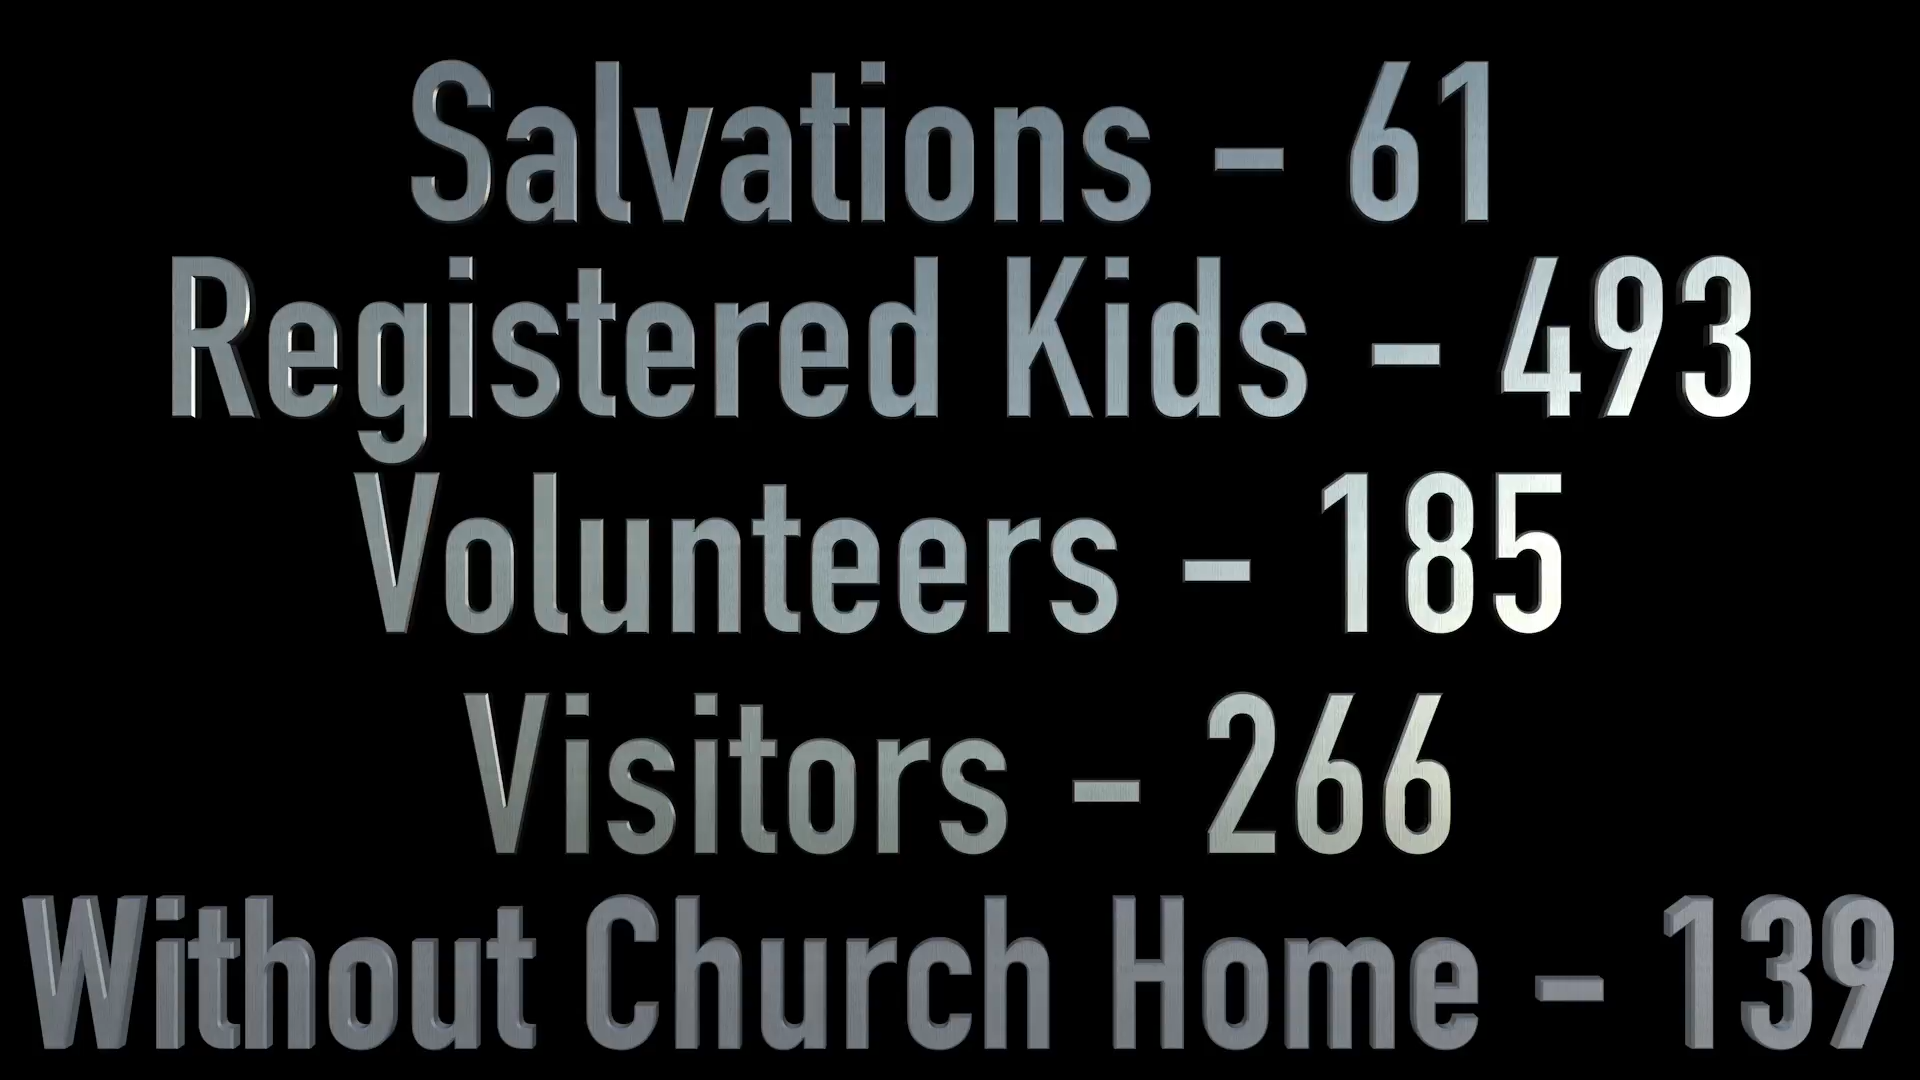 Salvations - 61
Registered Kids - 493
Volunteers - 185
Visitors - 266
Without Church Home - 139